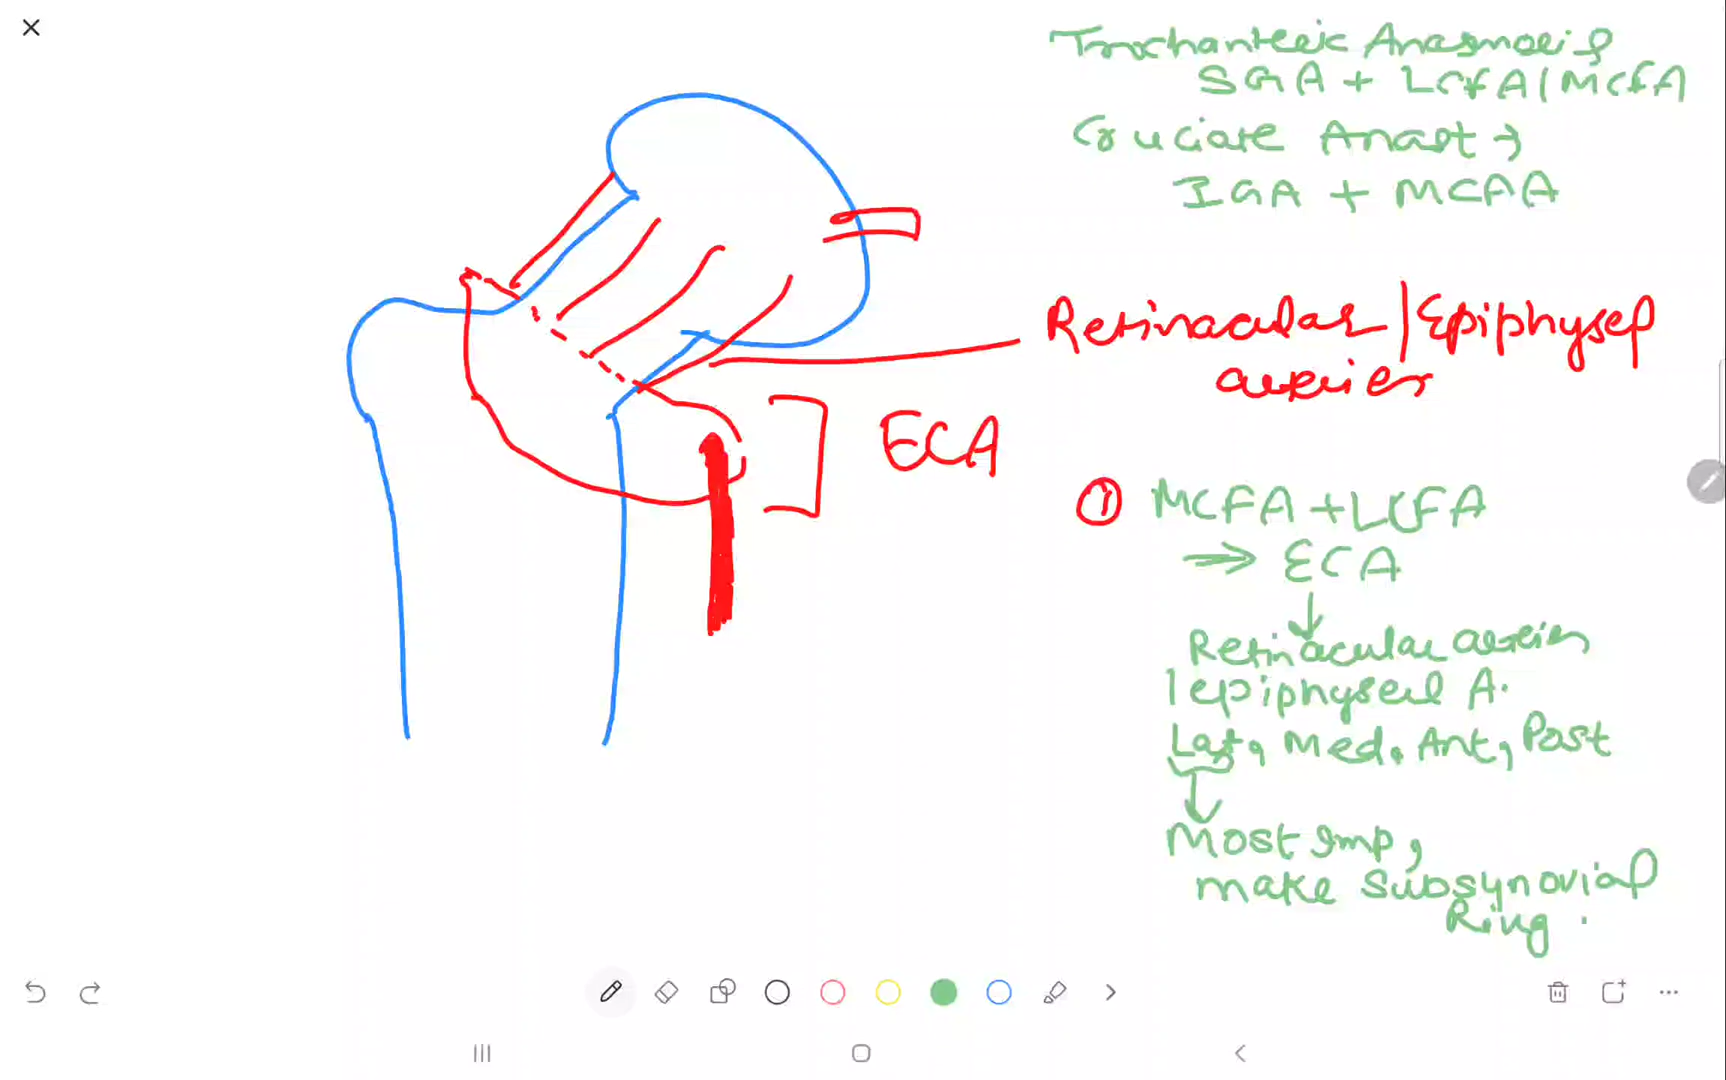 Trochanteric Anasmosis
SGA + LCFA/MCFA
Cruciate Anast →
IGA + MCFA
Retinacular/Epiphyseal
arteries
ECA
① MCFA + LCFA
⇒ ECA
↓
Retinacular arteries
/epiphyseal A.
Lat, Med, Ant, Post
↓
Most Imp,
make Subsynovial
Ring.